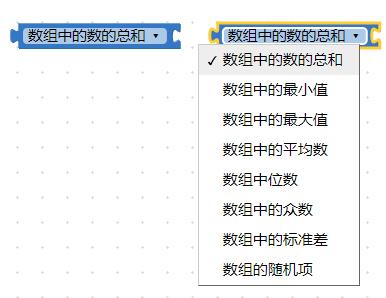 数组中的数的总和 ▾ 数组中的数的总和 ▾
✓ 数组中的数的总和
数组中的最小值
数组中的最大值
数组中的平均数
数组中位数
数组中的众数
数组中的标准差
数组的随机项